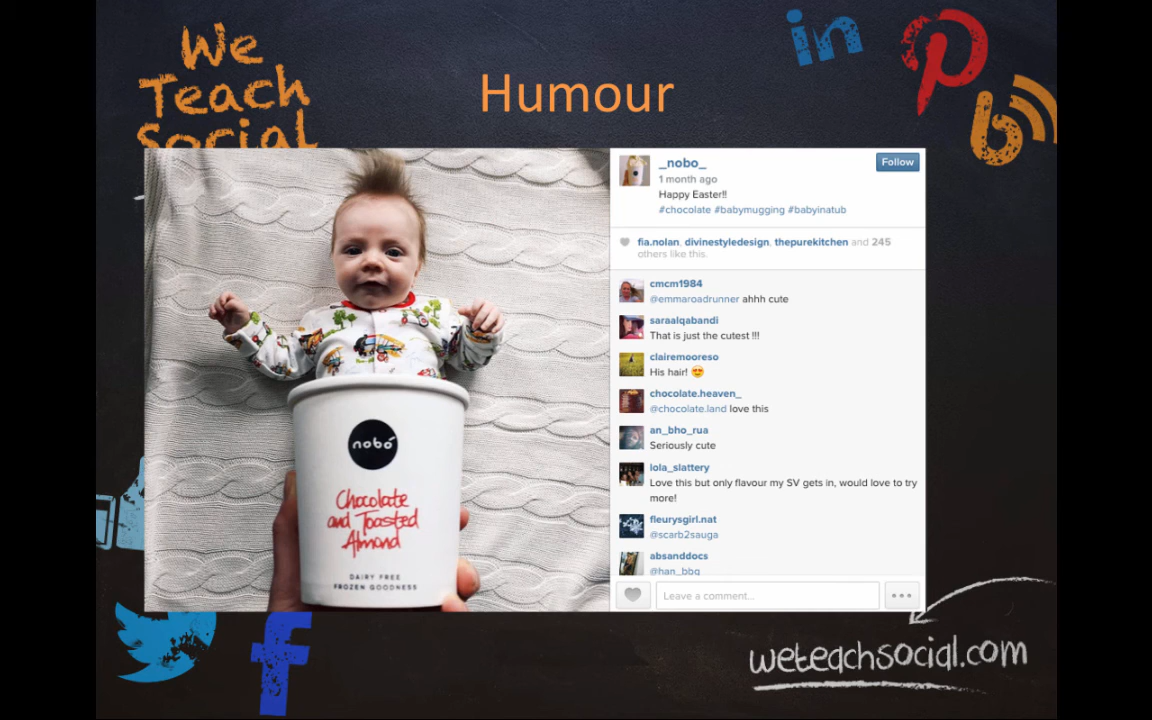 We
Teach
Social
Humour
in
_nobo_
Follow
1 month ago
Happy Easter!!
#chocolate #babymugging #babyinatub
fia.nolan, divinestyledesign, thepurekitchen and 245
others like this.
cmcm1984
@emmaroadrunner ahhh cute
saraalqabandi
That is just the cutest !!!
clairemooreso
His hair! 😍
chocolate.heaven_
@chocolate.land love this
an_bho_rua
Seriously cute
lola_slattery
Love this but only flavour my SV gets in, would love to try
more!
fleurysgirl.nat
@scarb2sauga
absanddocs
@han_bbq
Leave a comment...
nobó
Chocolate
and Toasted
Almond
DAIRY FREE
FROZEN GOODNESS
weteachsocial.com